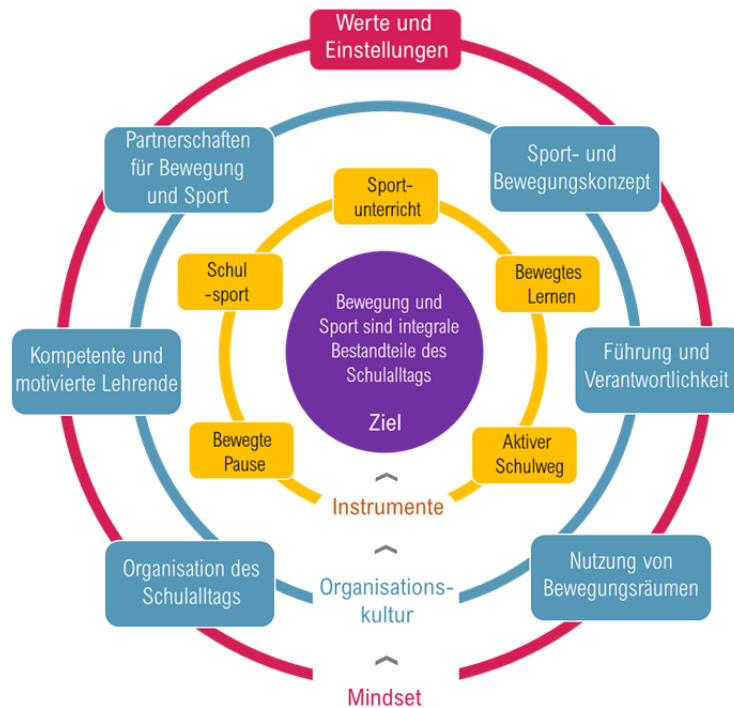 Werte und
Einstellungen
Partnerschaften
für Bewegung
und Sport
Sport- und
Bewegungskonzept
Sport-
unterricht
Schul
-sport
Bewegtes
Lernen
Bewegung und
Sport sind integrale
Bestandteile des
Schulalltags
Ziel
Kompetente und
motivierte Lehrende
Führung und
Verantwortlichkeit
Bewegte
Pause
Aktiver
Schulweg
Instrumente
Organisation des
Schulalltags
Organisations-
kultur
Nutzung von
Bewegungsräumen
Mindset